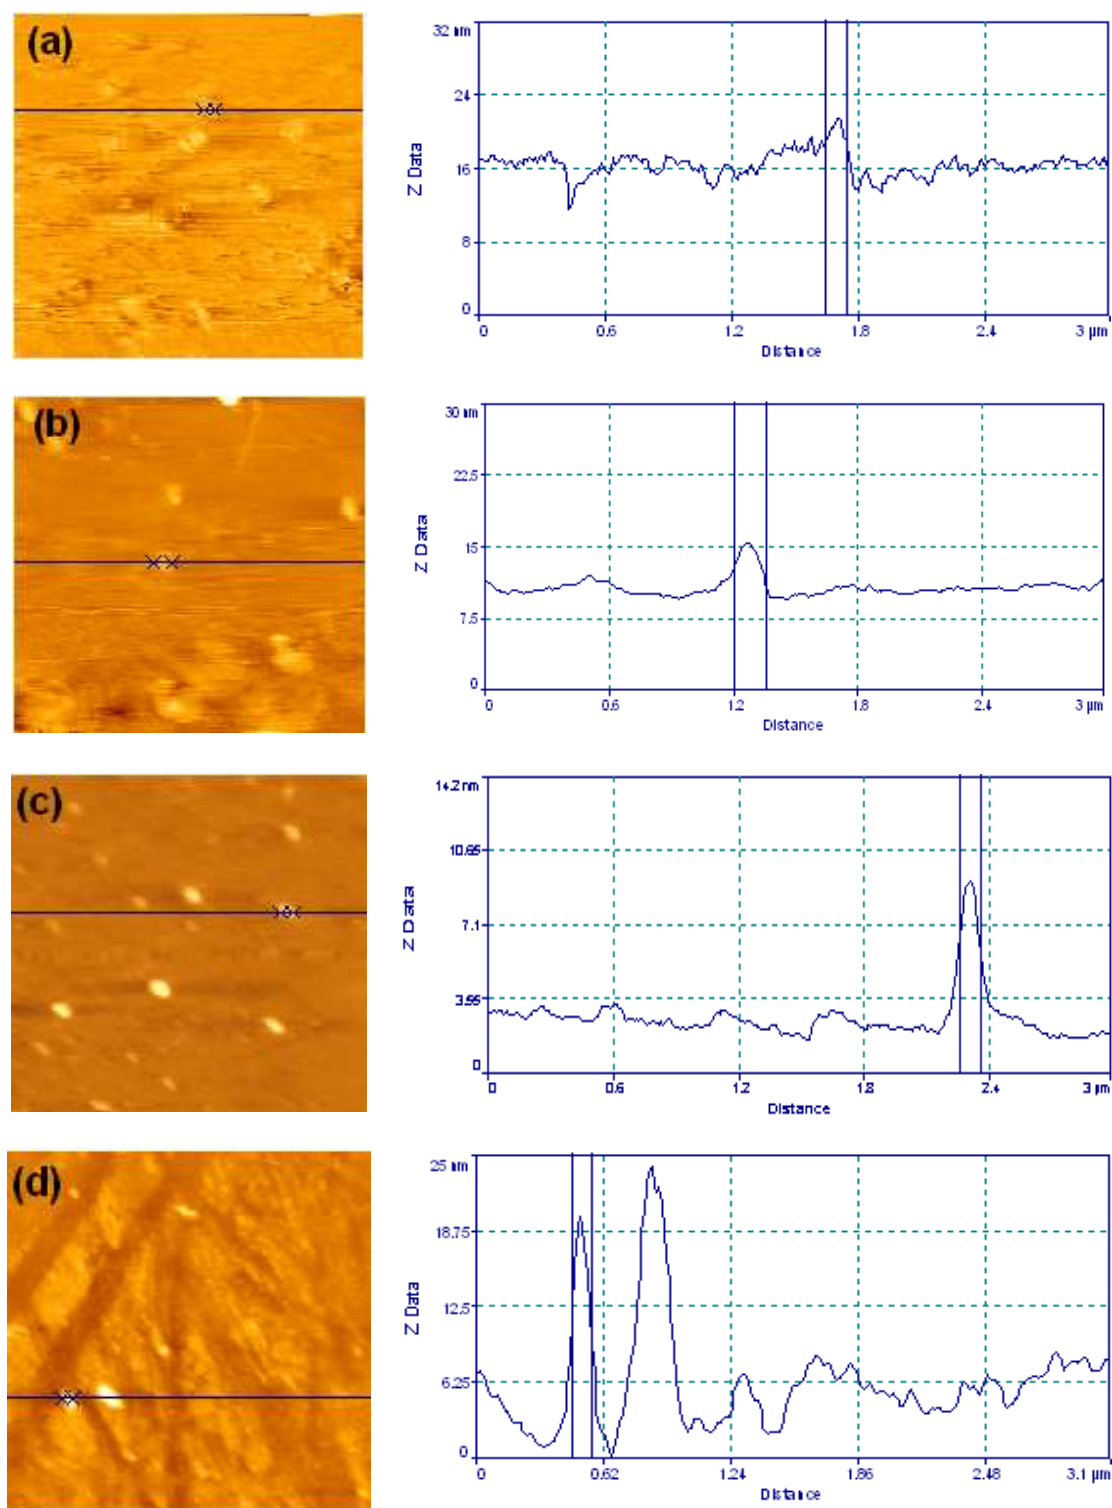 (a)
32 nm
24
16
8
0
Z Data
0 0.6 1.2 1.8 2.4 3 µm
Distance
(b)
30 nm
22.5
15
7.5
0
Z Data
0 0.6 1.2 1.8 2.4 3 µm
Distance
(c)
14.2 nm
10.65
7.1
3.55
0
Z Data
0 0.6 1.2 1.8 2.4 3 µm
Distance
(d)
25 nm
18.75
12.5
6.25
0
Z Data
0 0.62 1.24 1.86 2.48 3.1 µm
Distance